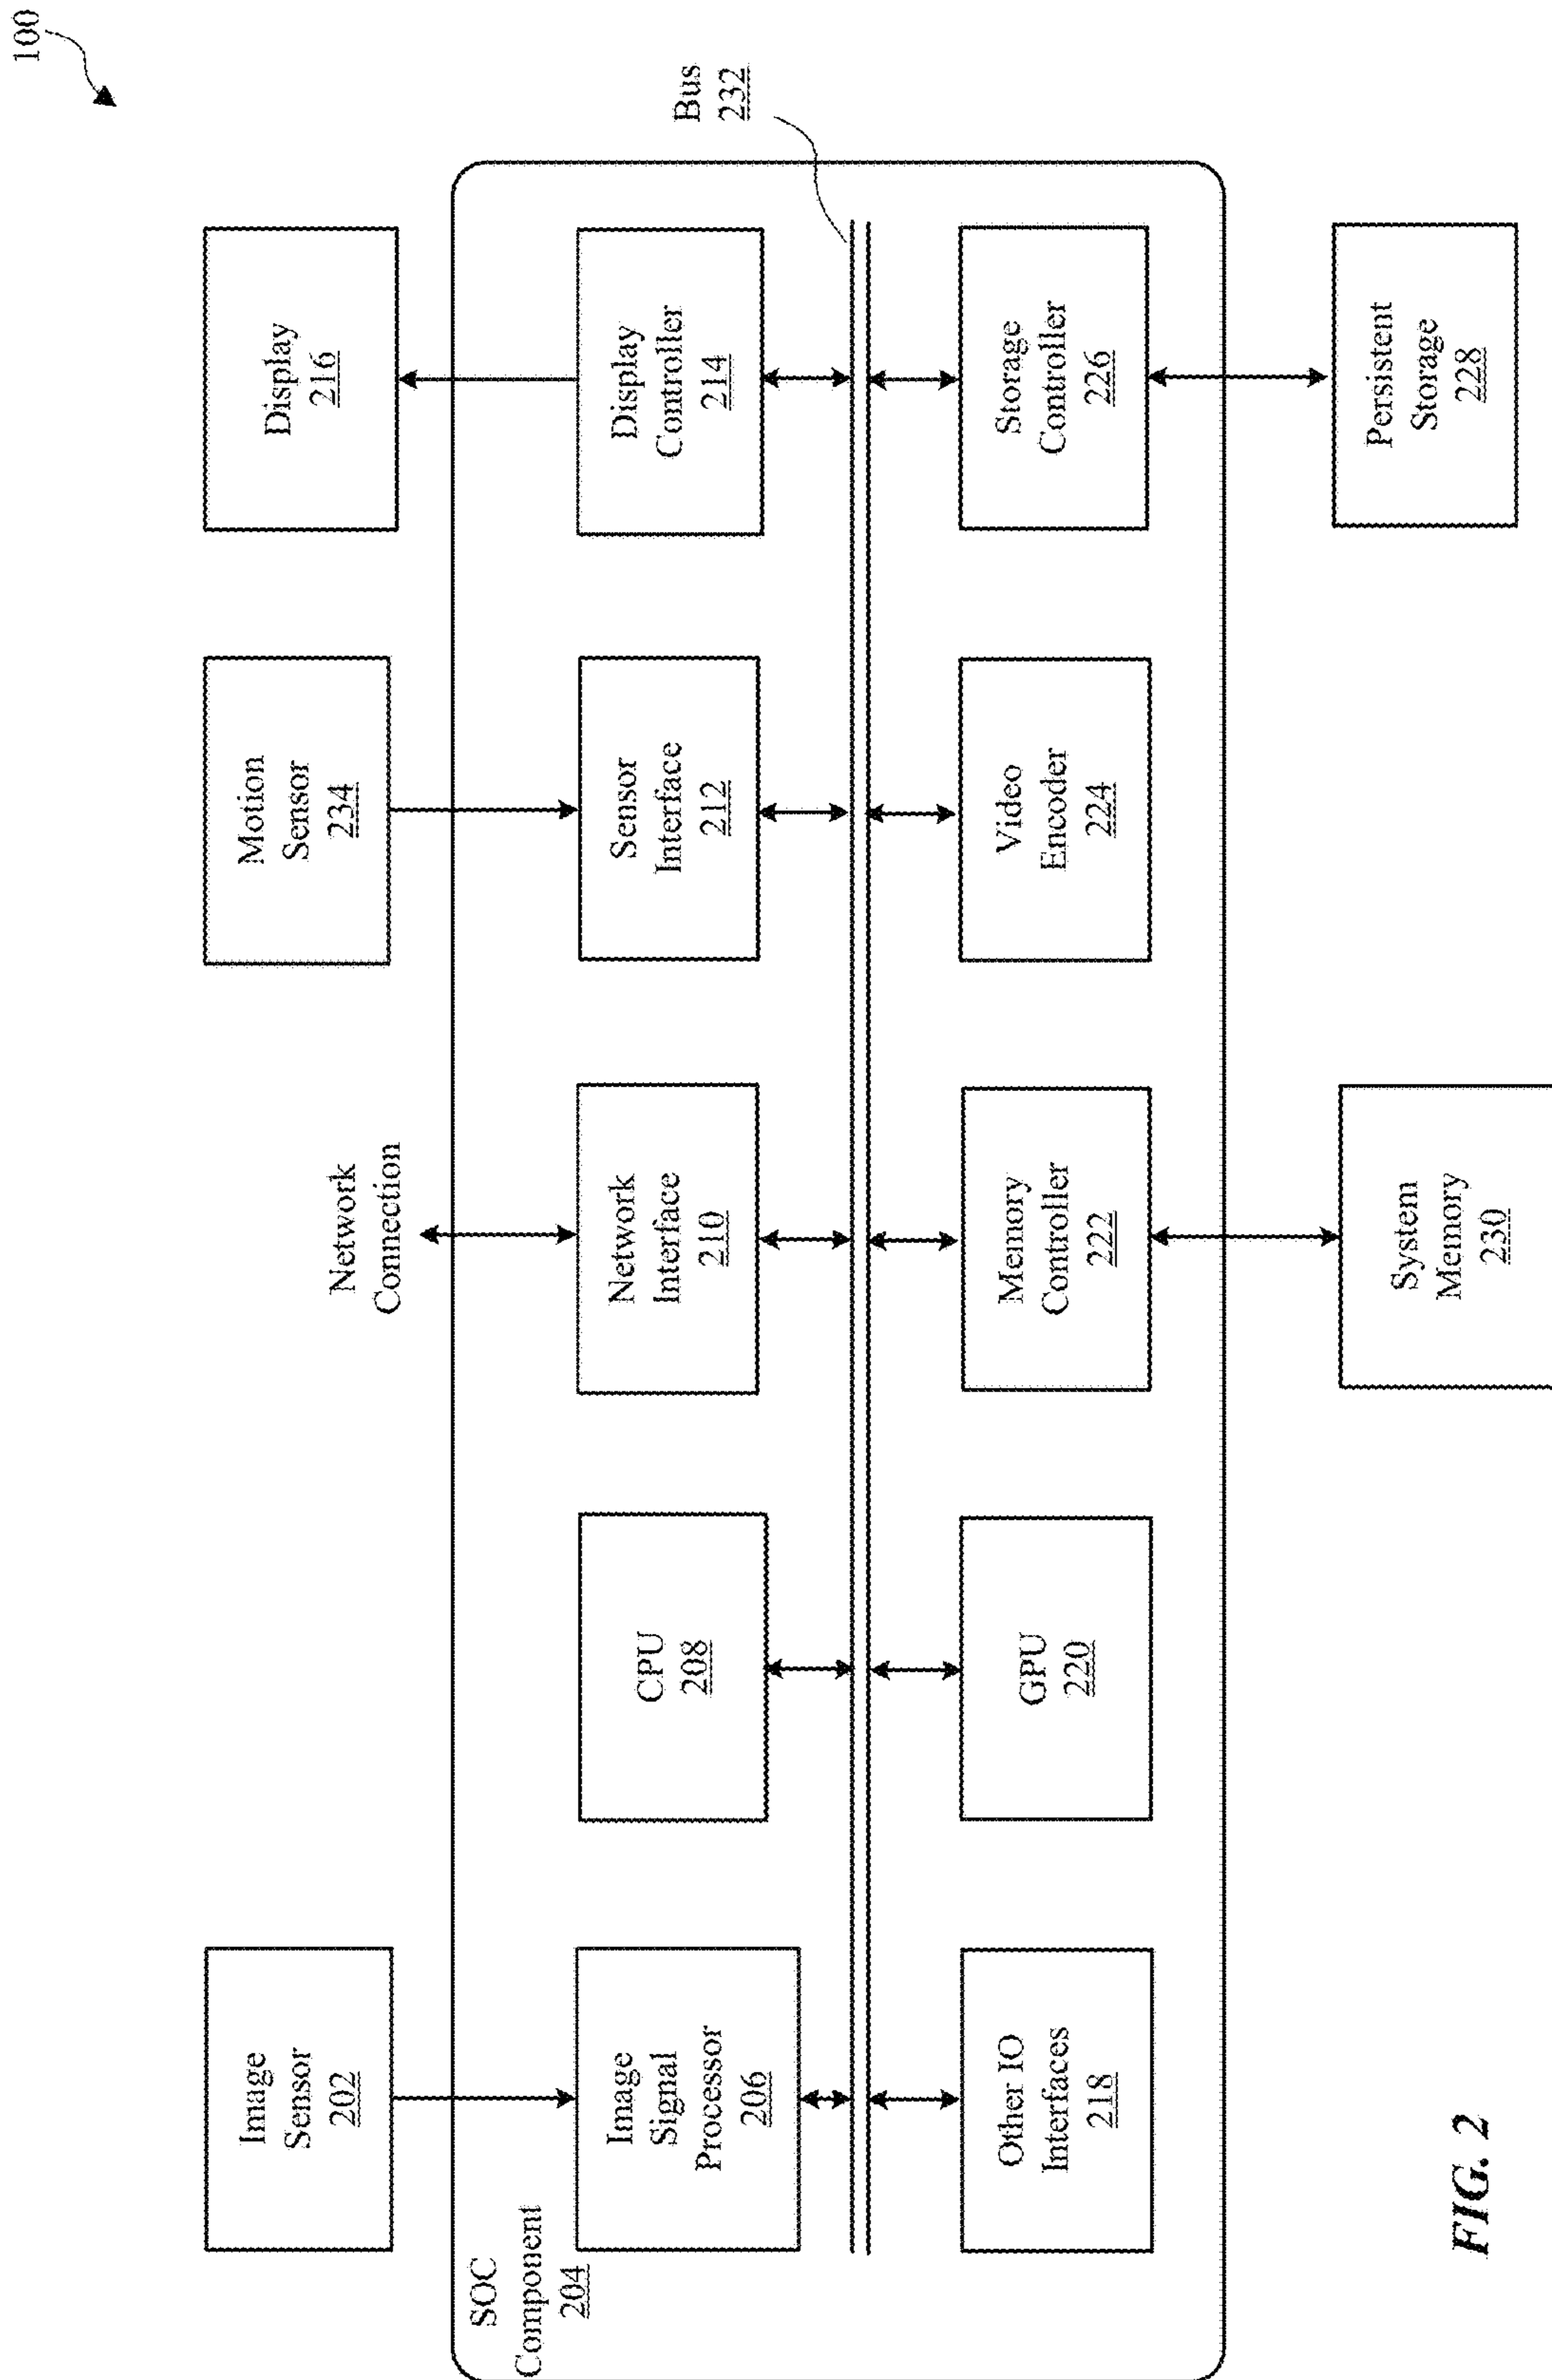 100
Image
Sensor
202
Motion
Sensor
234
Display
216
Network
Connection
SOC
Component
204
Image
Signal
Processor
206
CPU
208
Network
Interface
210
Sensor
Interface
212
Display
Controller
214
Bus
232
Other IO
Interfaces
218
GPU
220
Memory
Controller
222
Video
Encoder
224
Storage
Controller
226
System
Memory
230
Persistent
Storage
228
FIG. 2